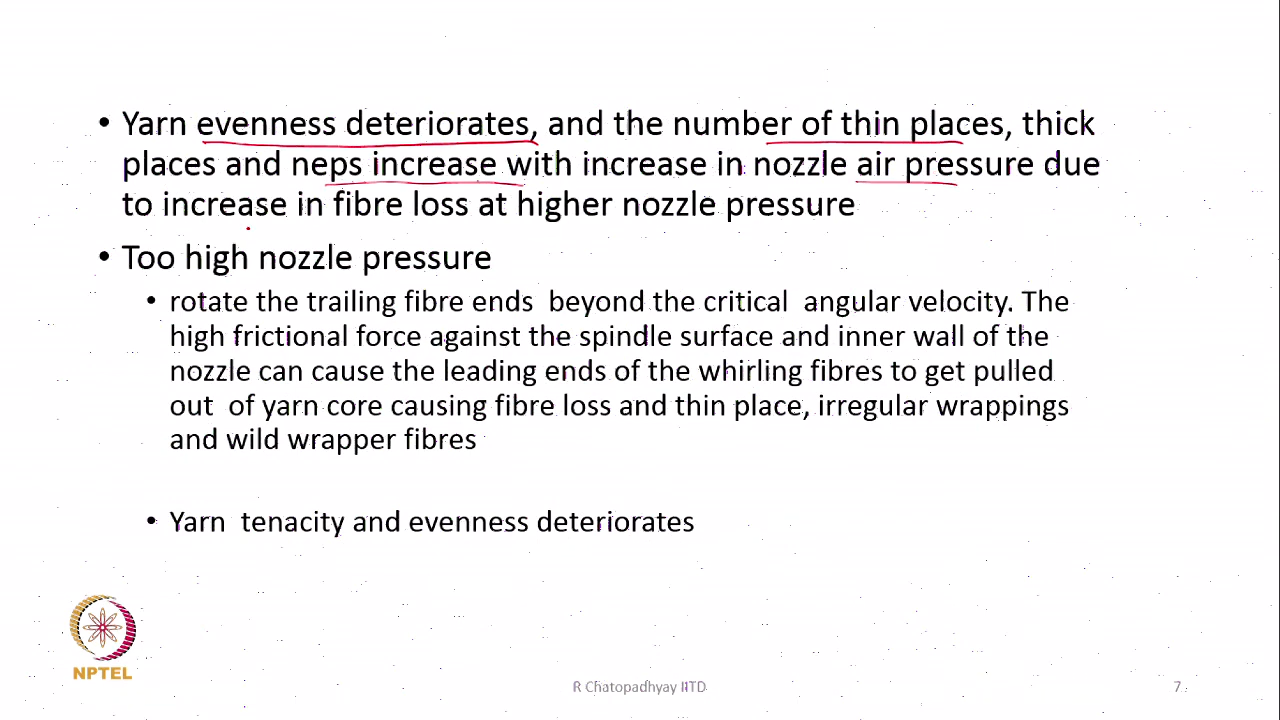 • Yarn evenness deteriorates, and the number of thin places, thick
places and neps increase with increase in nozzle air pressure due
to increase in fibre loss at higher nozzle pressure
• Too high nozzle pressure
• rotate the trailing fibre ends beyond the critical angular velocity. The
high frictional force against the spindle surface and inner wall of the
nozzle can cause the leading ends of the whirling fibres to get pulled
out of yarn core causing fibre loss and thin place, irregular wrappings
and wild wrapper fibres
• Yarn tenacity and evenness deteriorates
NPTEL
R Chatopadhyay IITD
7